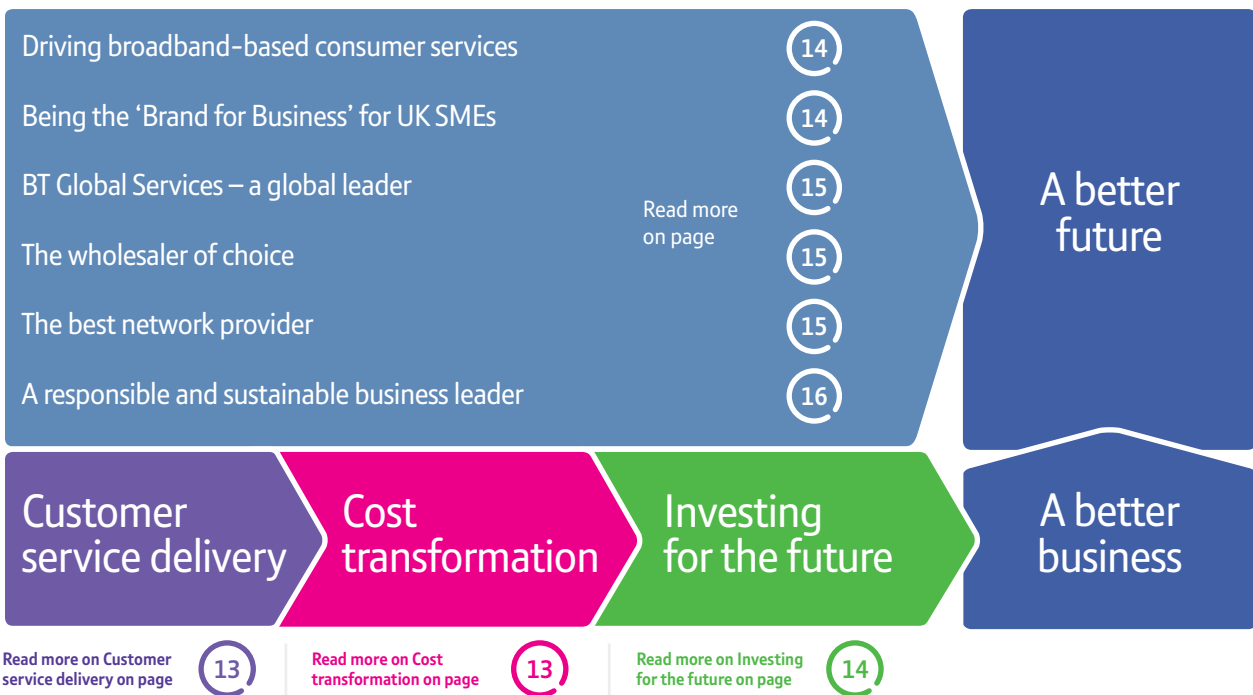 Driving broadband-based consumer services
14
Being the ‘Brand for Business’ for UK SMEs
14
BT Global Services – a global leader
15
Read more
on page
The wholesaler of choice
15
The best network provider
15
A responsible and sustainable business leader
16
A better
future
Customer
service delivery
Cost
transformation
Investing
for the future
A better
business
Read more on Customer
service delivery on page
13
Read more on Cost
transformation on page
13
Read more on Investing
for the future on page
14